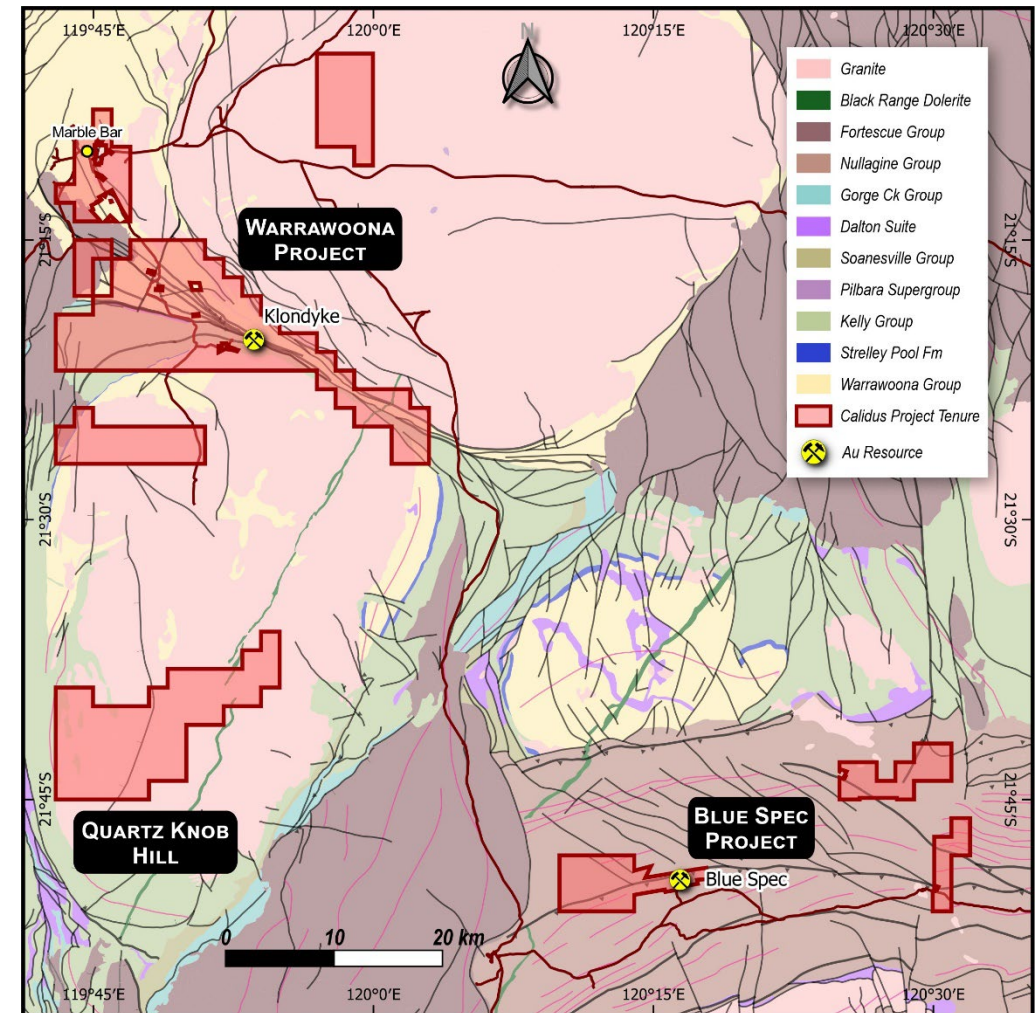 119°45'E
120°0'E
120°15'E
120°30'E
N
Marble Bar
WARRAWOONA
PROJECT
Klondyke
21°15'S
21°15'S
Granite
Black Range Dolerite
Fortescue Group
Nullagine Group
Gorge Ck Group
Dalton Suite
Soanesville Group
Pilbara Supergroup
Kelly Group
Strelley Pool Fm
Warrawoona Group
Calidus Project Tenure
Au Resource
21°30'S
21°30'S
21°45'S
21°45'S
QUARTZ KNOB
HILL
BLUE SPEC
PROJECT
Blue Spec
0 10 20 km
119°45'E
120°0'E
120°15'E
120°30'E